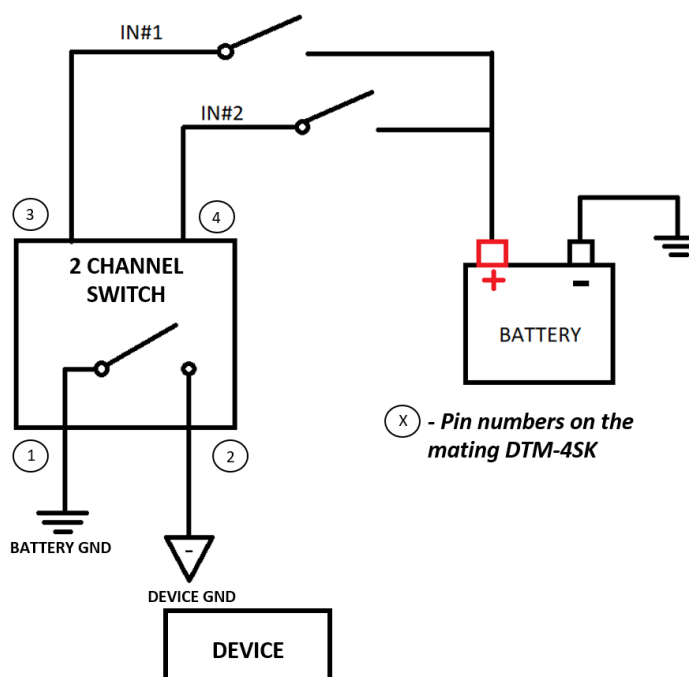 IN#1
IN#2
3
4
2 CHANNEL
SWITCH
+
-
BATTERY
X - Pin numbers on the
mating DTM-4SK
1
2
BATTERY GND
-
DEVICE GND
DEVICE